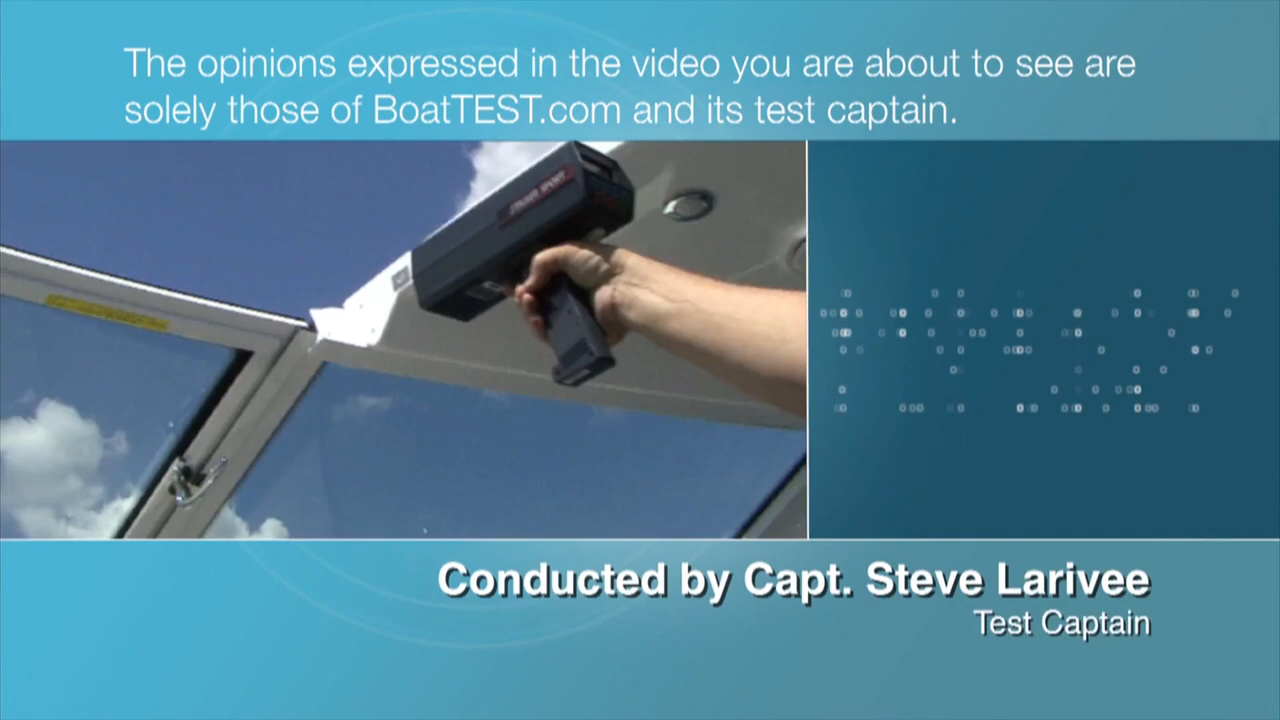 The opinions expressed in the video you are about to see are
solely those of BoatTEST.com and its test captain.
Conducted by Capt. Steve Larivee
Test Captain